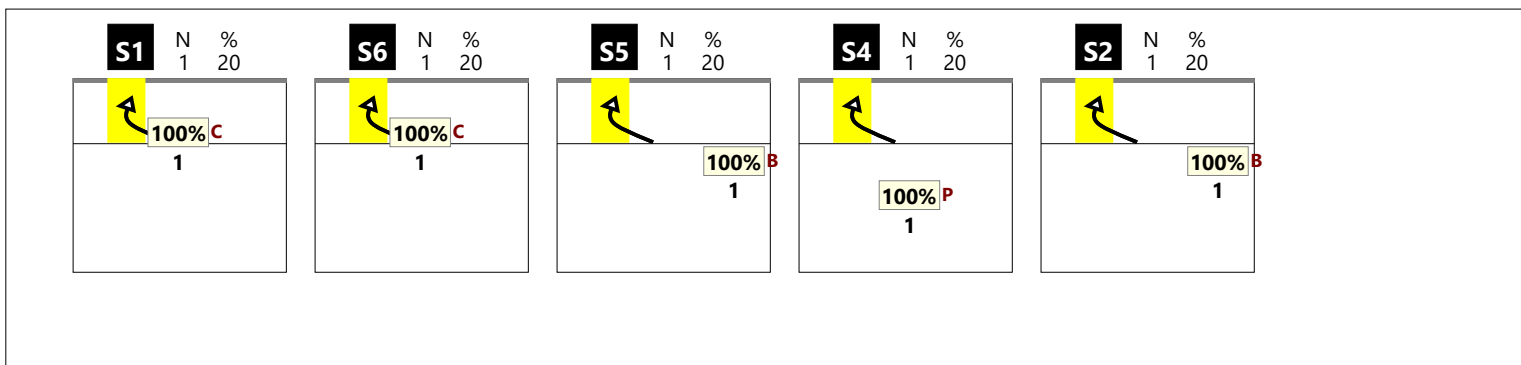 S1 N % S6 N % S5 N % S4 N % S2 N %
1 20 1 20 1 20 1 20 1 20
100% C 100% C
1 1 100% B 100% B
1 100% P 1
1